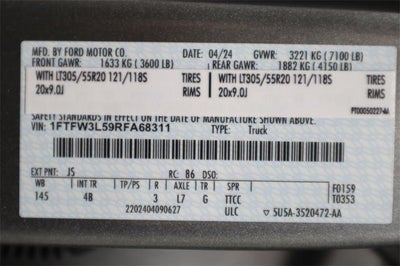 MFD. BY FORD MOTOR CO.
DATE: 04/24 GVWR: 3221 KG ( 7100 LB)
FRONT GAWR: 1633 KG ( 3600 LB) REAR GAWR: 1882 KG ( 4150 LB)
WITH LT305/55R20 121/118S TIRES WITH LT305/55R20 121/118S TIRES
20x9.0J RIMS 20x9.0J RIMS
SAFETY STANDARDS IN EFFECT ON THE DATE OF MANUFACTURE SHOWN ABOVE.
VIN: 1FTFW3L59RFA68311 TYPE: Truck
EXT PNT: JS RC: 86 DSO:
WB INT TR TP/PS R AXLE TR SPR F0159
145 4B 3 L7 G TTCC T0353
2202404090627 ULC 5U5A-3520472-AA